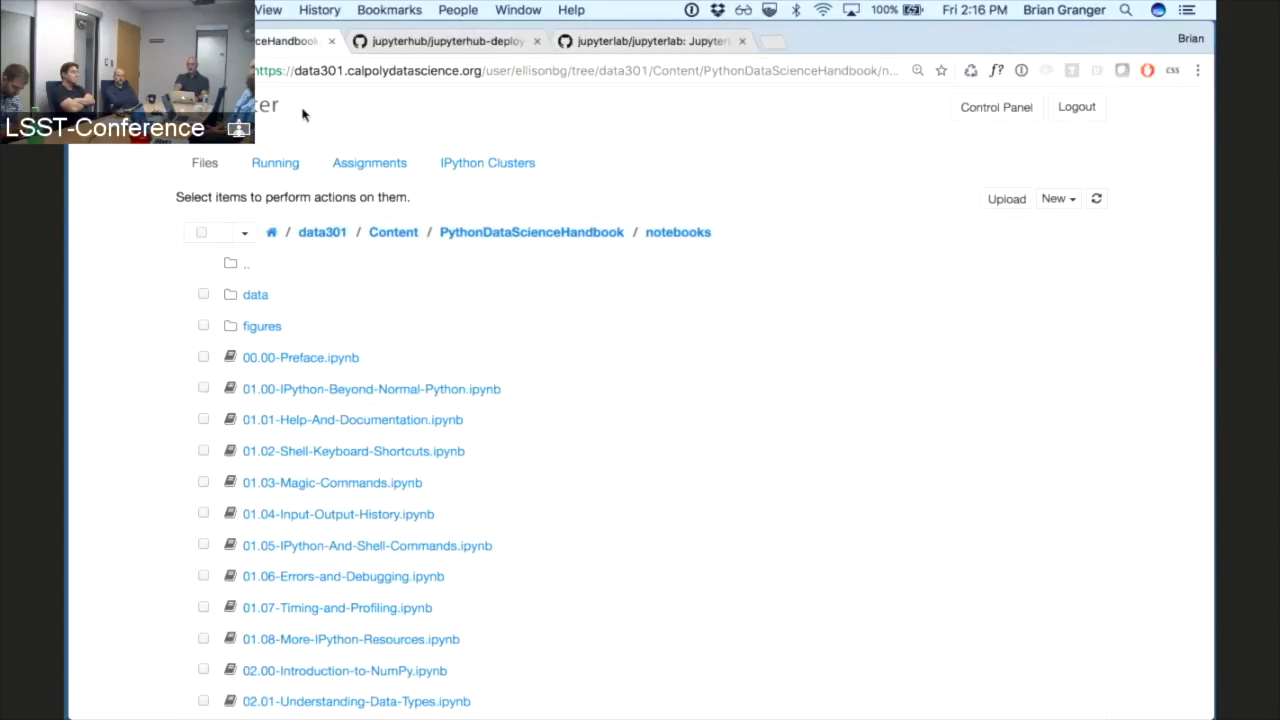 View History Bookmarks People Window Help 100% Fri 2:16 PM Brian Granger
ceHandbook × jupyterhub/jupyterhub-deploy- × jupyterlab/jupyterlab: Jupyter × Brian
https://data301.calpolydatascience.org/user/ellisonbg/tree/data301/Content/PythonDataScienceHandbook/n... f? css
ter Control Panel Logout
LSST-Conference
Files Running Assignments IPython Clusters
Select items to perform actions on them. Upload New
/ data301 / Content / PythonDataScienceHandbook / notebooks
..
data
figures
00.00-Preface.ipynb
01.00-IPython-Beyond-Normal-Python.ipynb
01.01-Help-And-Documentation.ipynb
01.02-Shell-Keyboard-Shortcuts.ipynb
01.03-Magic-Commands.ipynb
01.04-Input-Output-History.ipynb
01.05-IPython-And-Shell-Commands.ipynb
01.06-Errors-and-Debugging.ipynb
01.07-Timing-and-Profiling.ipynb
01.08-More-IPython-Resources.ipynb
02.00-Introduction-to-NumPy.ipynb
02.01-Understanding-Data-Types.ipynb